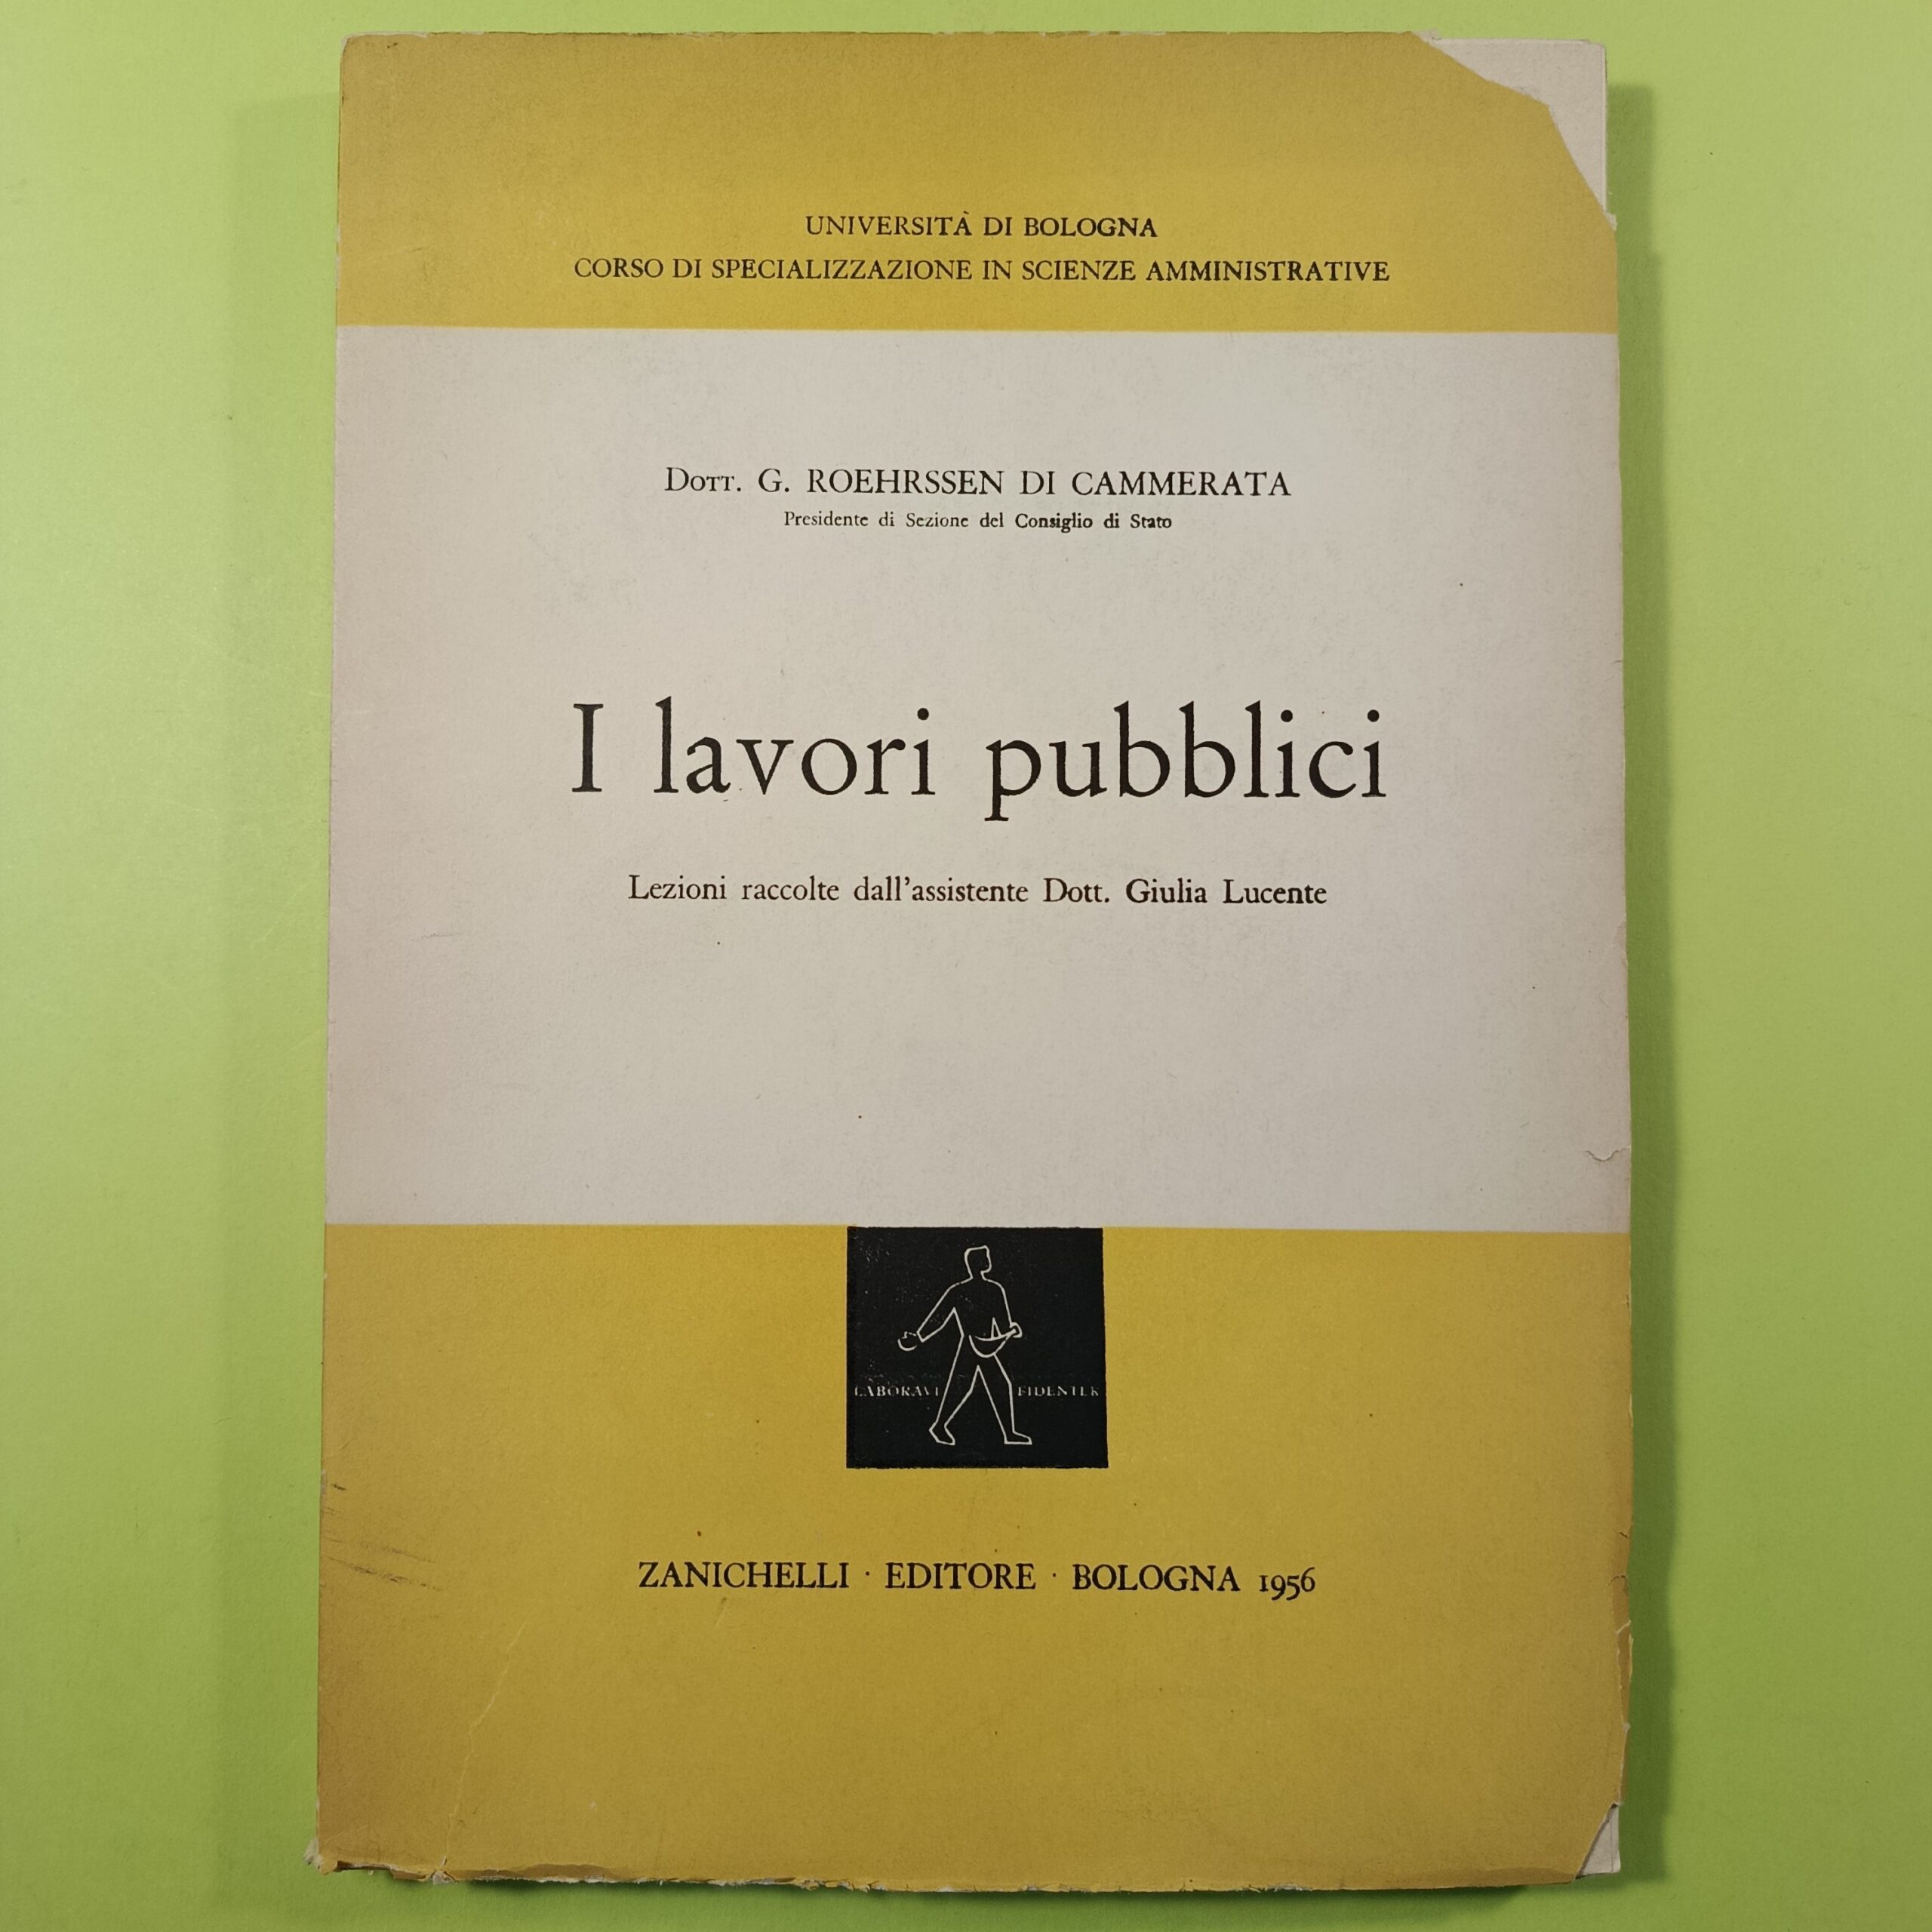 UNIVERSITÀ DI BOLOGNA
CORSO DI SPECIALIZZAZIONE IN SCIENZE AMMINISTRATIVE
Dott. G. ROEHRSSEN DI CAMMERATA
Presidente di Sezione del Consiglio di Stato
I lavori pubblici
Lezioni raccolte dall'assistente Dott. Giulia Lucente
LABORAVI FIDENTER
ZANICHELLI · EDITORE · BOLOGNA 1956